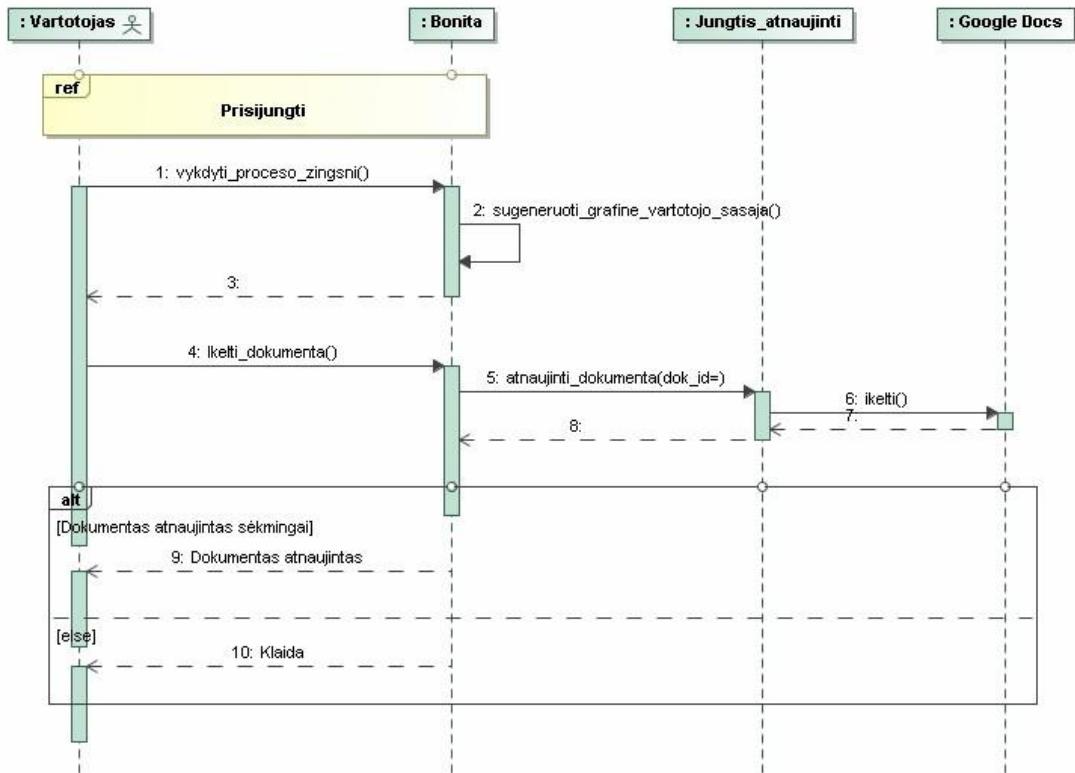 : Vartotojas
: Bonita
: Jungtis_atnaujinti
: Google Docs
ref
Prisijungti
1: vykdyti_proceso_zingsni()
2: sugeneruoti_grafine_vartotojo_sasaja()
3:
4: Ikelti_dokumenta()
5: atnaujinti_dokumenta(dok_id=)
6: ikelti()
7:
8:
alt
[Dokumentas atnaujintas sėkmingai]
9: Dokumentas atnaujintas
[else]
10: Klaida